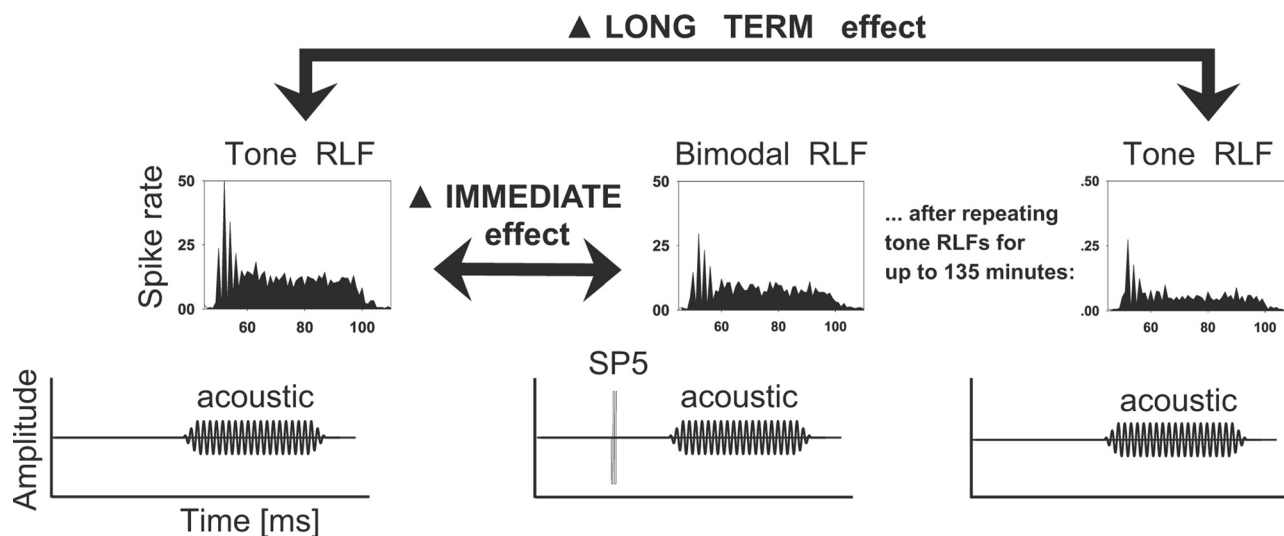 ▲ LONG TERM effect
Tone RLF
Bimodal RLF
Tone RLF
Spike rate
50
25
00
60 80 100
▲ IMMEDIATE
effect
50
25
00
60 80 100
... after repeating
tone RLFs for
up to 135 minutes:
.50
.25
.00
60 80 100
Amplitude
acoustic
Time [ms]
SP5
acoustic
acoustic